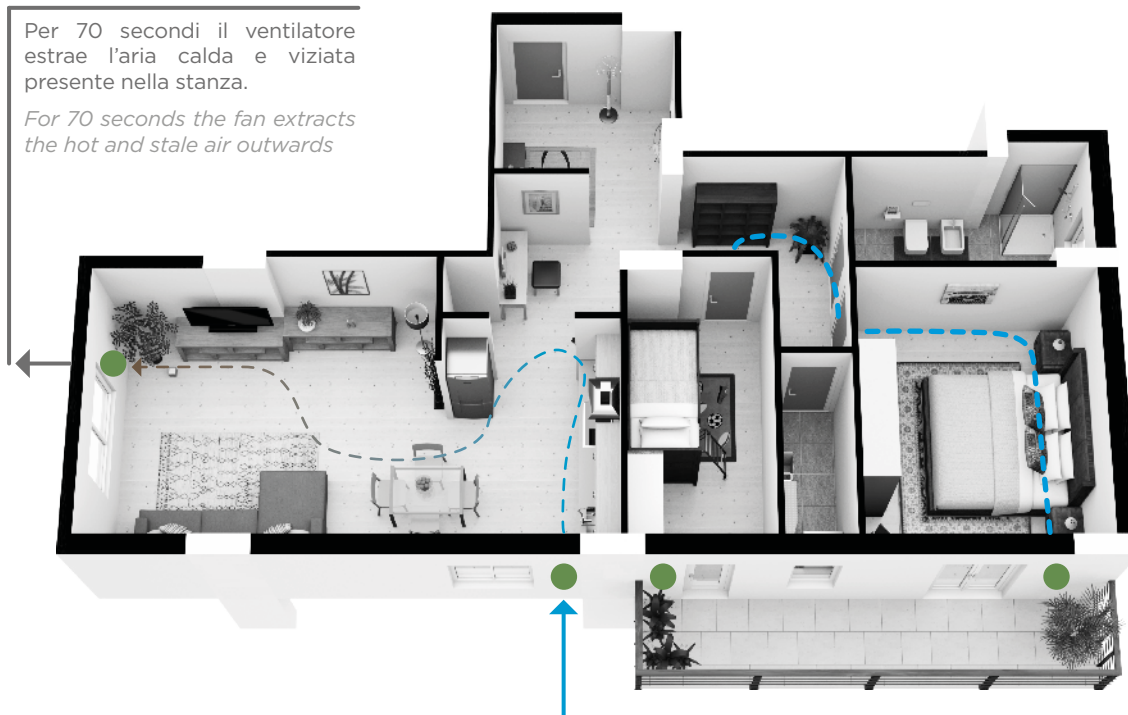 Per 70 secondi il ventilatore
estrae l’aria calda e viziata
presente nella stanza.
For 70 seconds the fan extracts
the hot and stale air outwards